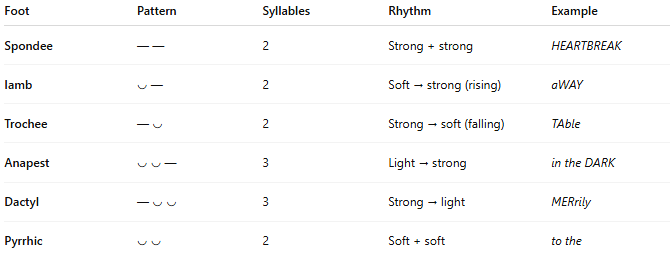 Foot Pattern Syllables Rhythm Example
Spondee — — 2 Strong + strong HEARTBREAK
Iamb ◡ — 2 Soft → strong (rising) aWAY
Trochee — ◡ 2 Strong → soft (falling) TAble
Anapest ◡ ◡ — 3 Light → strong in the DARK
Dactyl — ◡ ◡ 3 Strong → light MERrily
Pyrrhic ◡ ◡ 2 Soft + soft to the